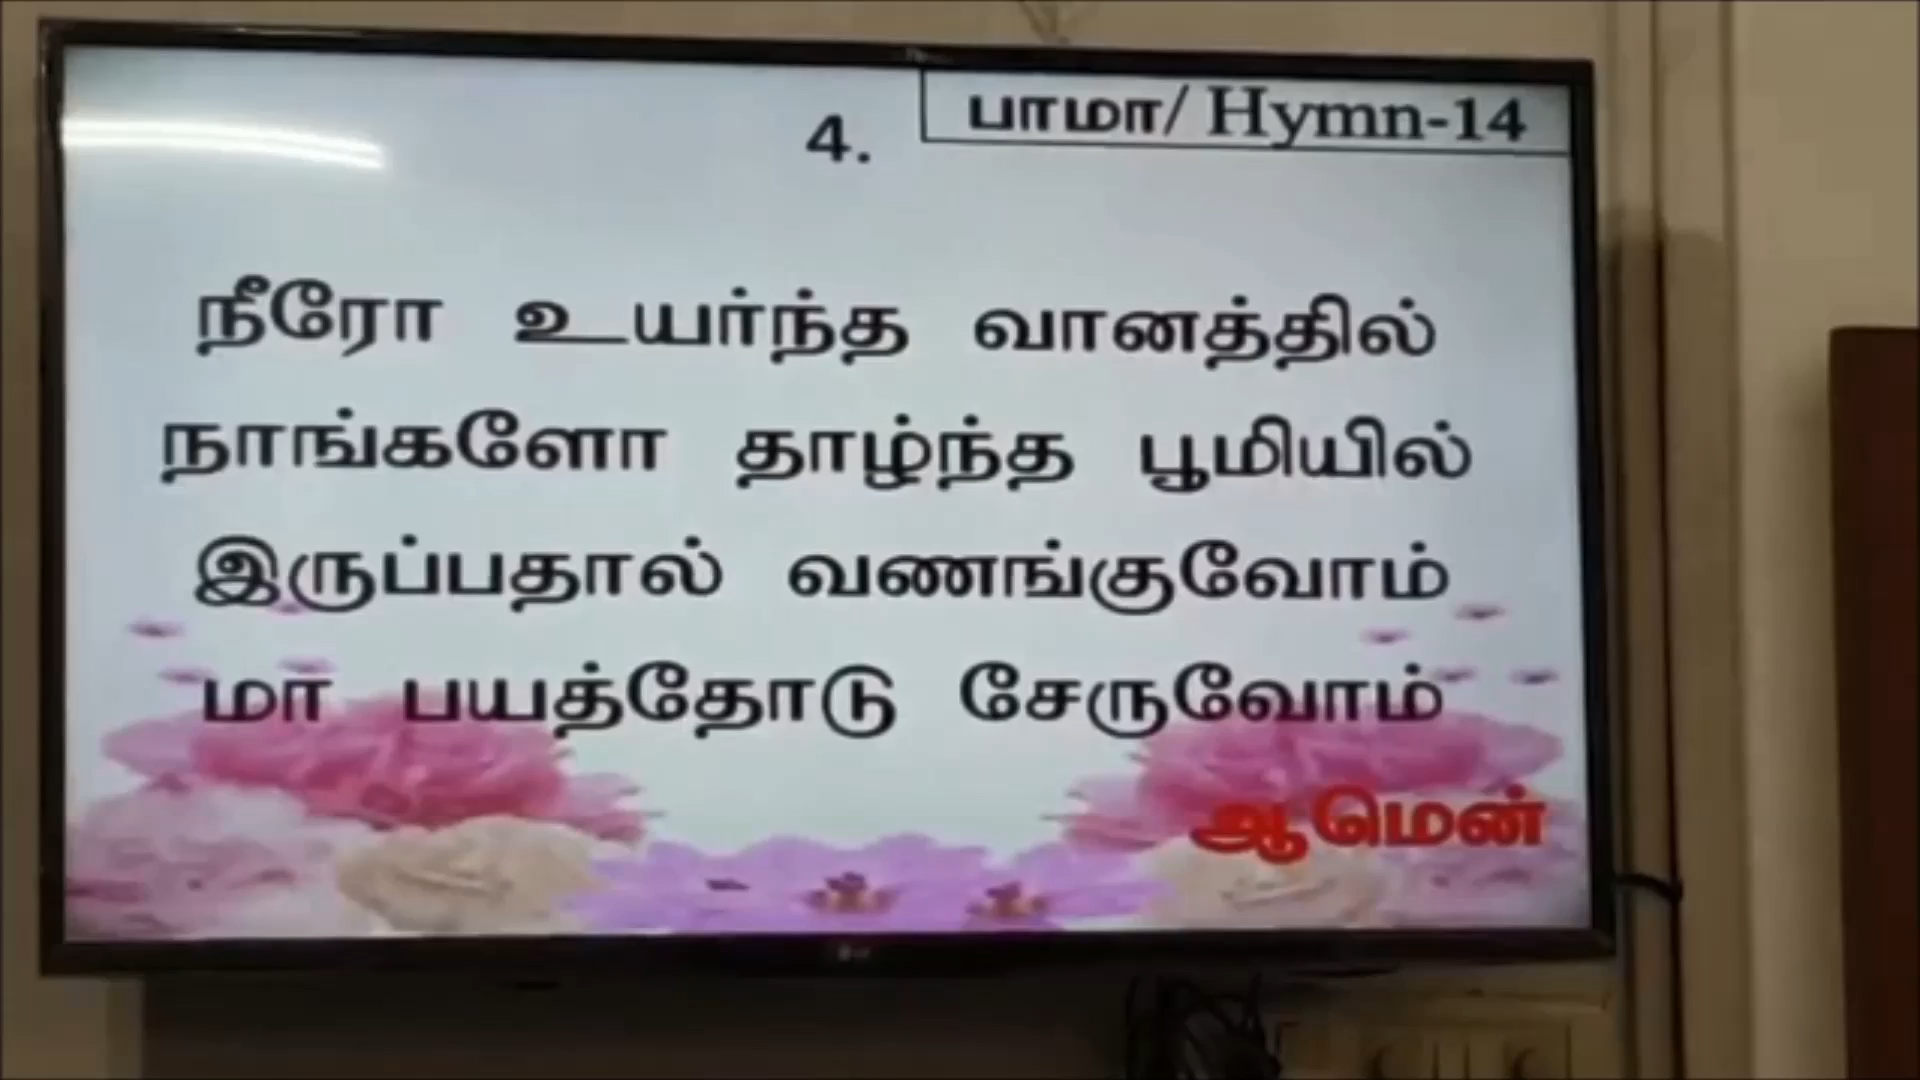 பாமா/ Hymn-14
4.
நீரோ உயர்ந்த வானத்தில்
நாங்களோ தாழ்ந்த பூமியில்
இருப்பதால் வணங்குவோம்
மா பயத்தோடு சேருவோம்
ஆமென்